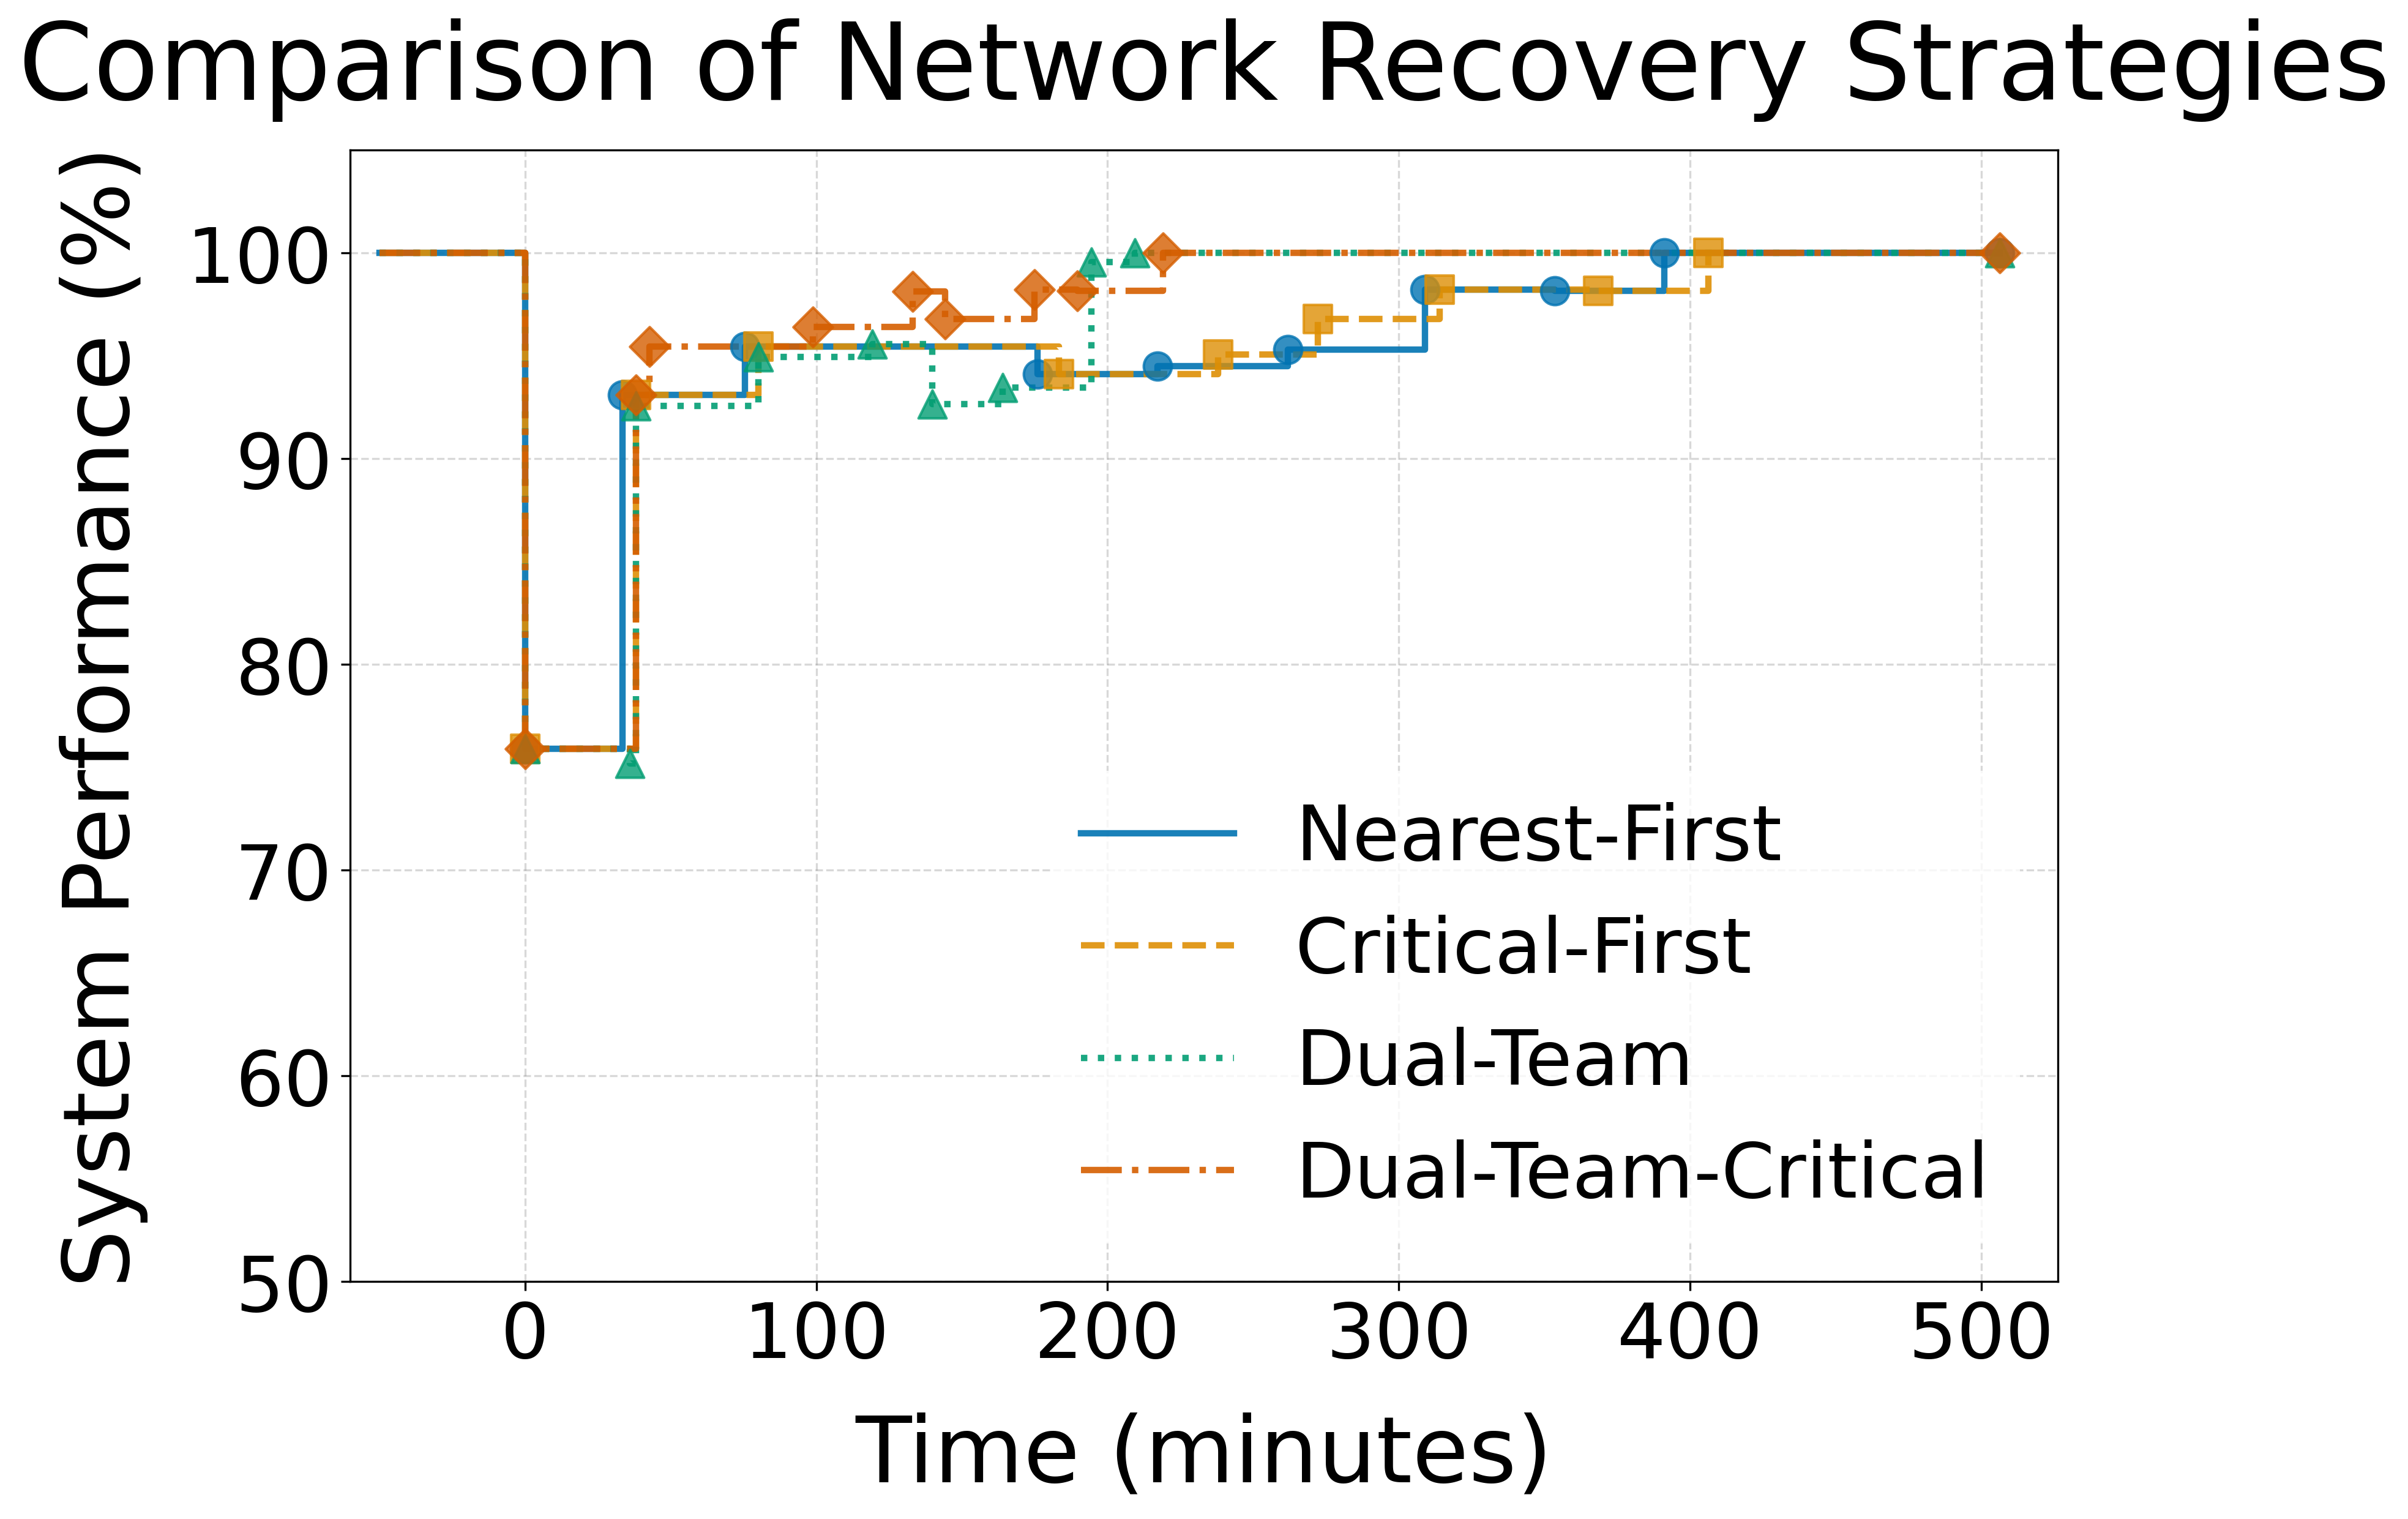 Comparison of Network Recovery Strategies
System Performance (%)
100
90
80
70
60
50
Nearest-First
Critical-First
Dual-Team
Dual-Team-Critical
0 100 200 300 400 500
Time (minutes)